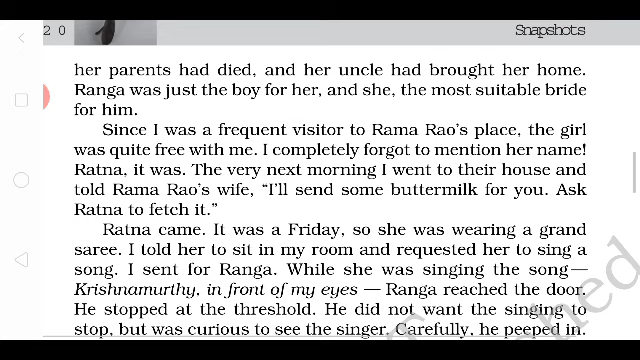 2 0
Snapshots
her parents had died, and her uncle had brought her home.
Ranga was just the boy for her, and she, the most suitable bride
for him.
Since I was a frequent visitor to Rama Rao's place, the girl
was quite free with me. I completely forgot to mention her name!
Ratna, it was. The very next morning I went to their house and
told Rama Rao's wife, “I'll send some buttermilk for you. Ask
Ratna to fetch it.”
Ratna came. It was a Friday, so she was wearing a grand
saree. I told her to sit in my room and requested her to sing a
song. I sent for Ranga. While she was singing the song—
Krishnamurthy, in front of my eyes — Ranga reached the door.
He stopped at the threshold. He did not want the singing to
stop, but was curious to see the singer. Carefully, he peeped in.